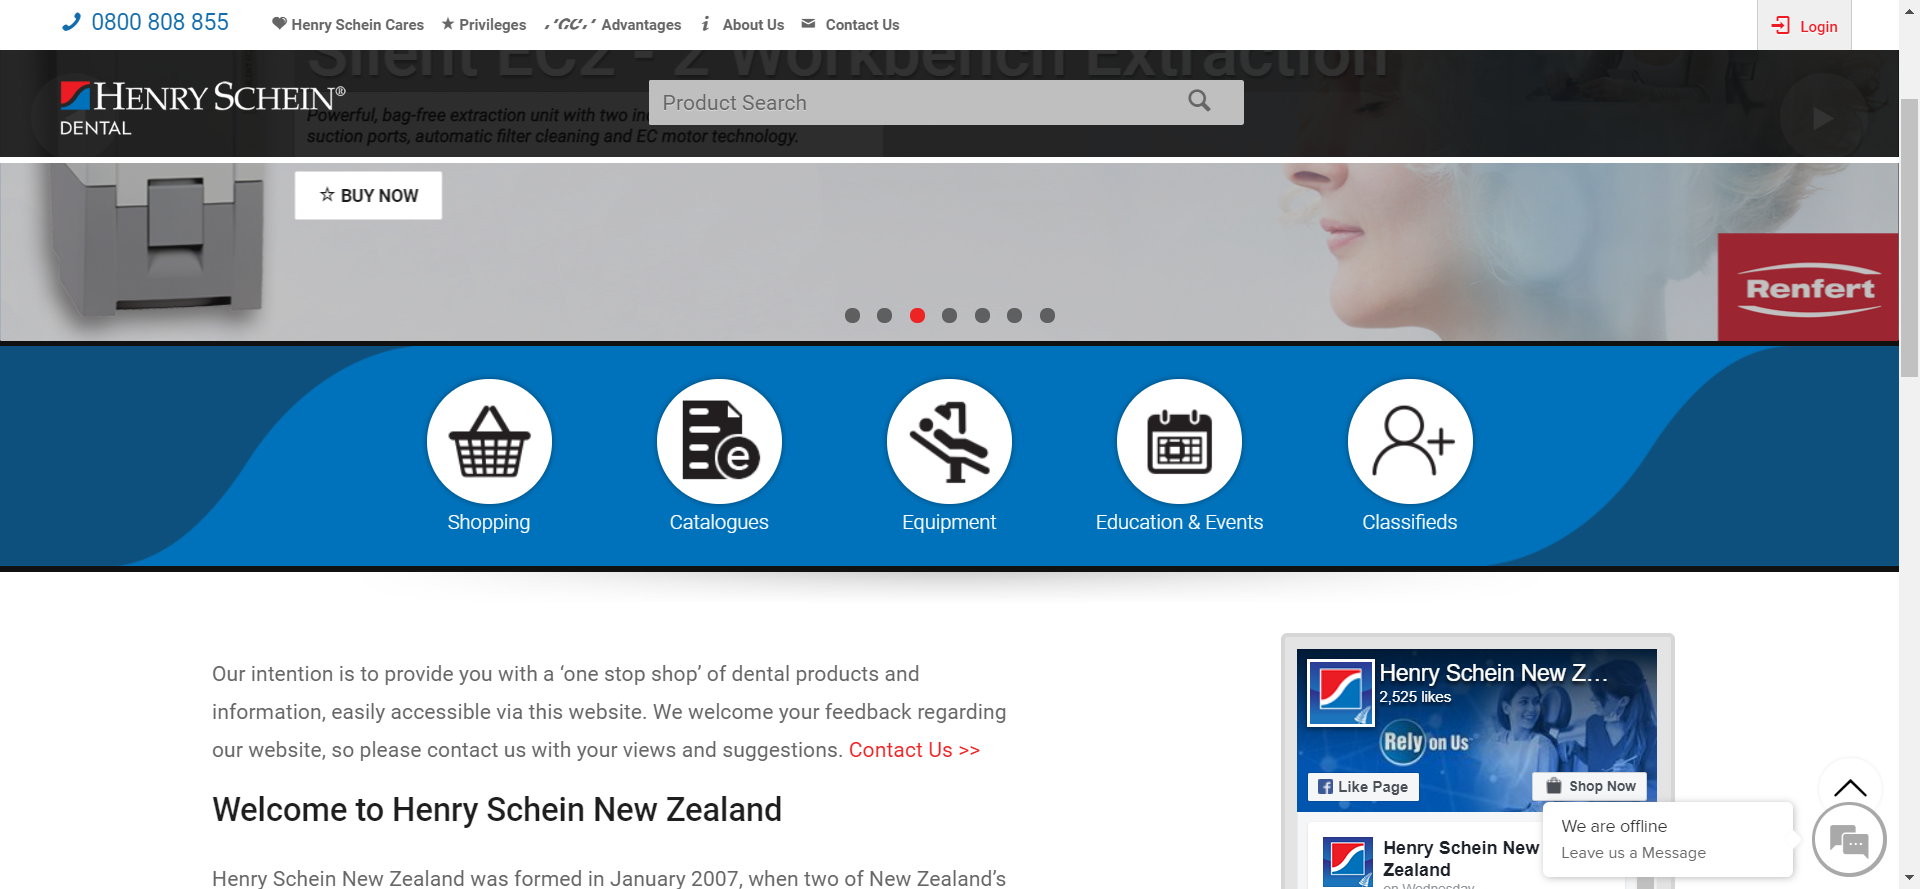 0800 808 855
Henry Schein Cares
Privileges
Advantages
About Us
Contact Us
Login
Silent EC2 - 2 Workbench Extraction
HENRY SCHEIN®
DENTAL
Product Search
Powerful, bag-free extraction unit with two
suction ports, automatic filter cleaning and EC motor technology.
BUY NOW
Renfert
Shopping
Catalogues
Equipment
Education & Events
Classifieds
Our intention is to provide you with a ‘one stop shop’ of dental products and
information, easily accessible via this website. We welcome your feedback regarding
our website, so please contact us with your views and suggestions. Contact Us >>
Welcome to Henry Schein New Zealand
Henry Schein New Zealand was formed in January 2007, when two of New Zealand’s
Henry Schein New Z...
2,525 likes
Rely on Us™
Like Page
Shop Now
Henry Schein New
Zealand
on Wednesday
We are offline
Leave us a Message